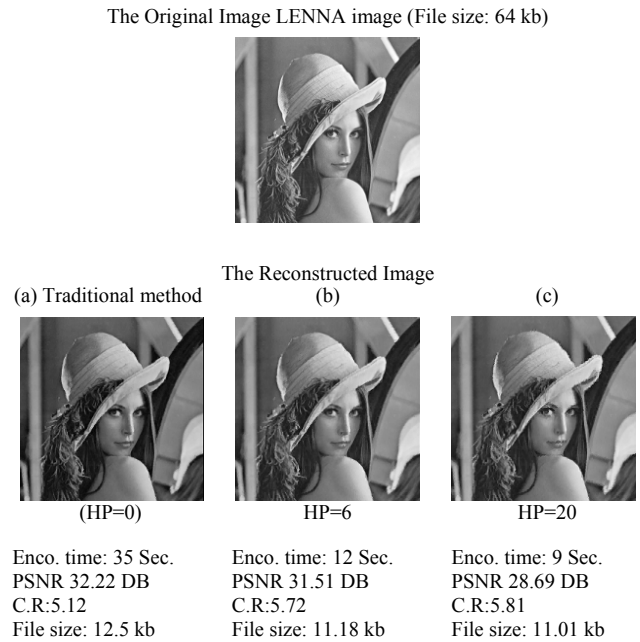 The Original Image LENNA image (File size: 64 kb)
The Reconstructed Image
(a) Traditional method
(b)
(c)
(HP=0)
HP=6
HP=20
Enco. time: 35 Sec.
PSNR 32.22 DB
C.R:5.12
File size: 12.5 kb
Enco. time: 12 Sec.
PSNR 31.51 DB
C.R:5.72
File size: 11.18 kb
Enco. time: 9 Sec.
PSNR 28.69 DB
C.R:5.81
File size: 11.01 kb